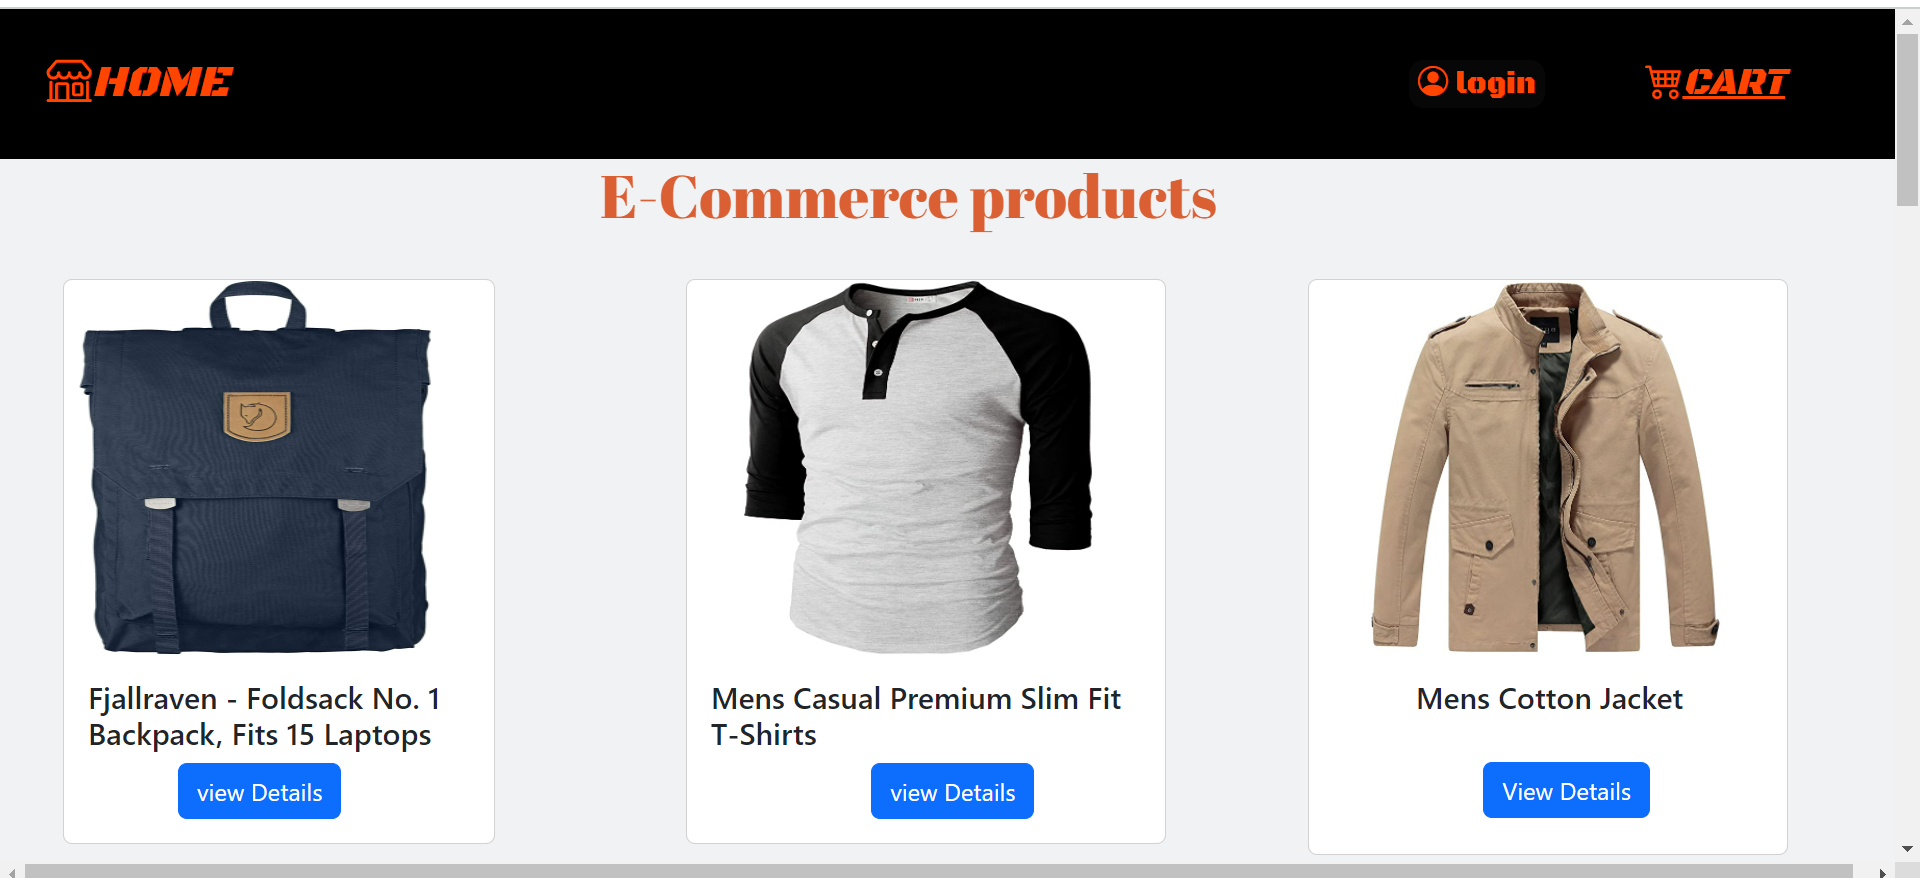 HOME
login
CART
E-Commerce products
Fjallraven - Foldsack No. 1
Backpack, Fits 15 Laptops
view Details
Mens Casual Premium Slim Fit
T-Shirts
view Details
Mens Cotton Jacket
View Details